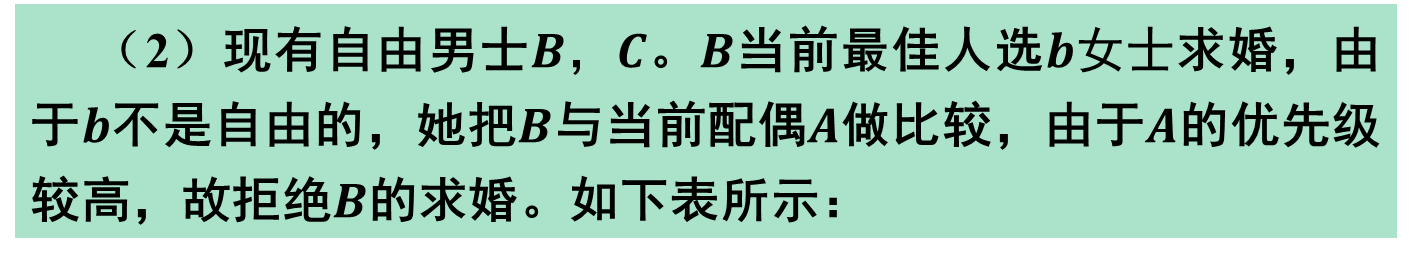 （2）现有自由男士B，C。B当前最佳人选b女士求婚，由
于b不是自由的，她把B与当前配偶A做比较，由于A的优先级
较高，故拒绝B的求婚。如下表所示：